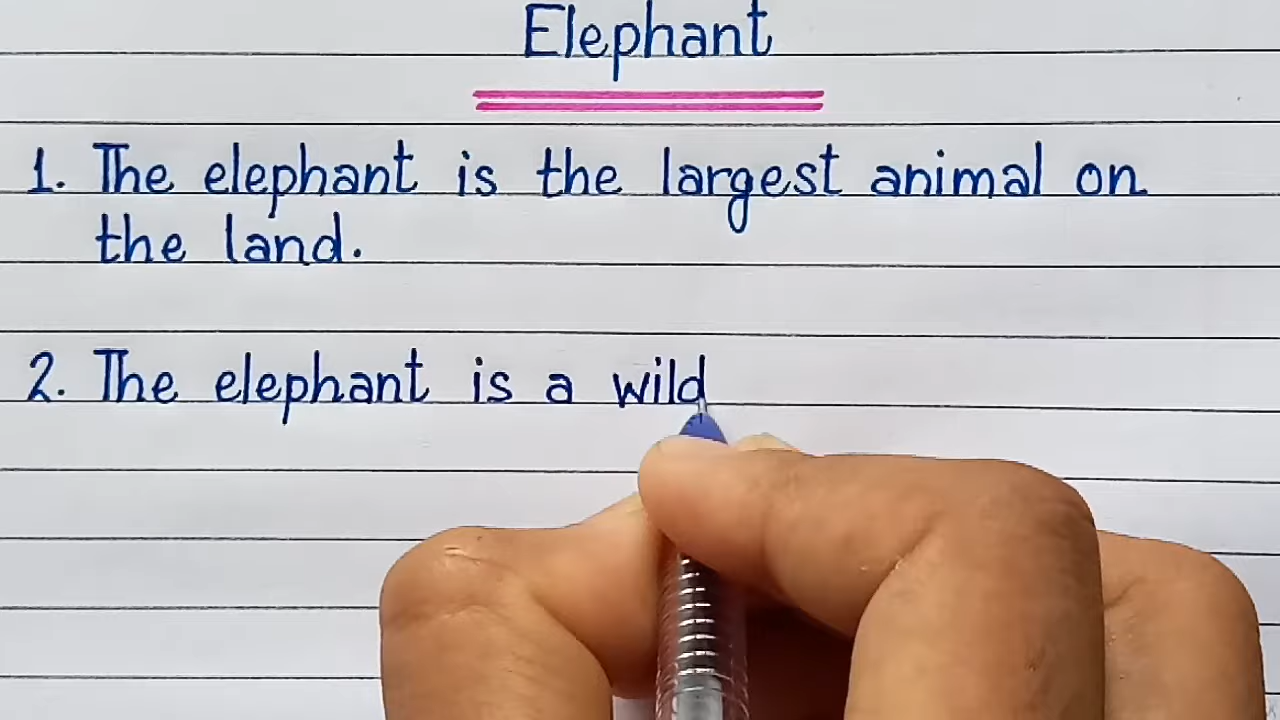 Elephant
1. The elephant is the largest animal on
the land.
2. The elephant is a wild